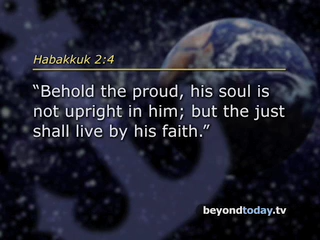 Habakkuk 2:4
“Behold the proud, his soul is
not upright in him; but the just
shall live by his faith.”
beyondtoday.tv